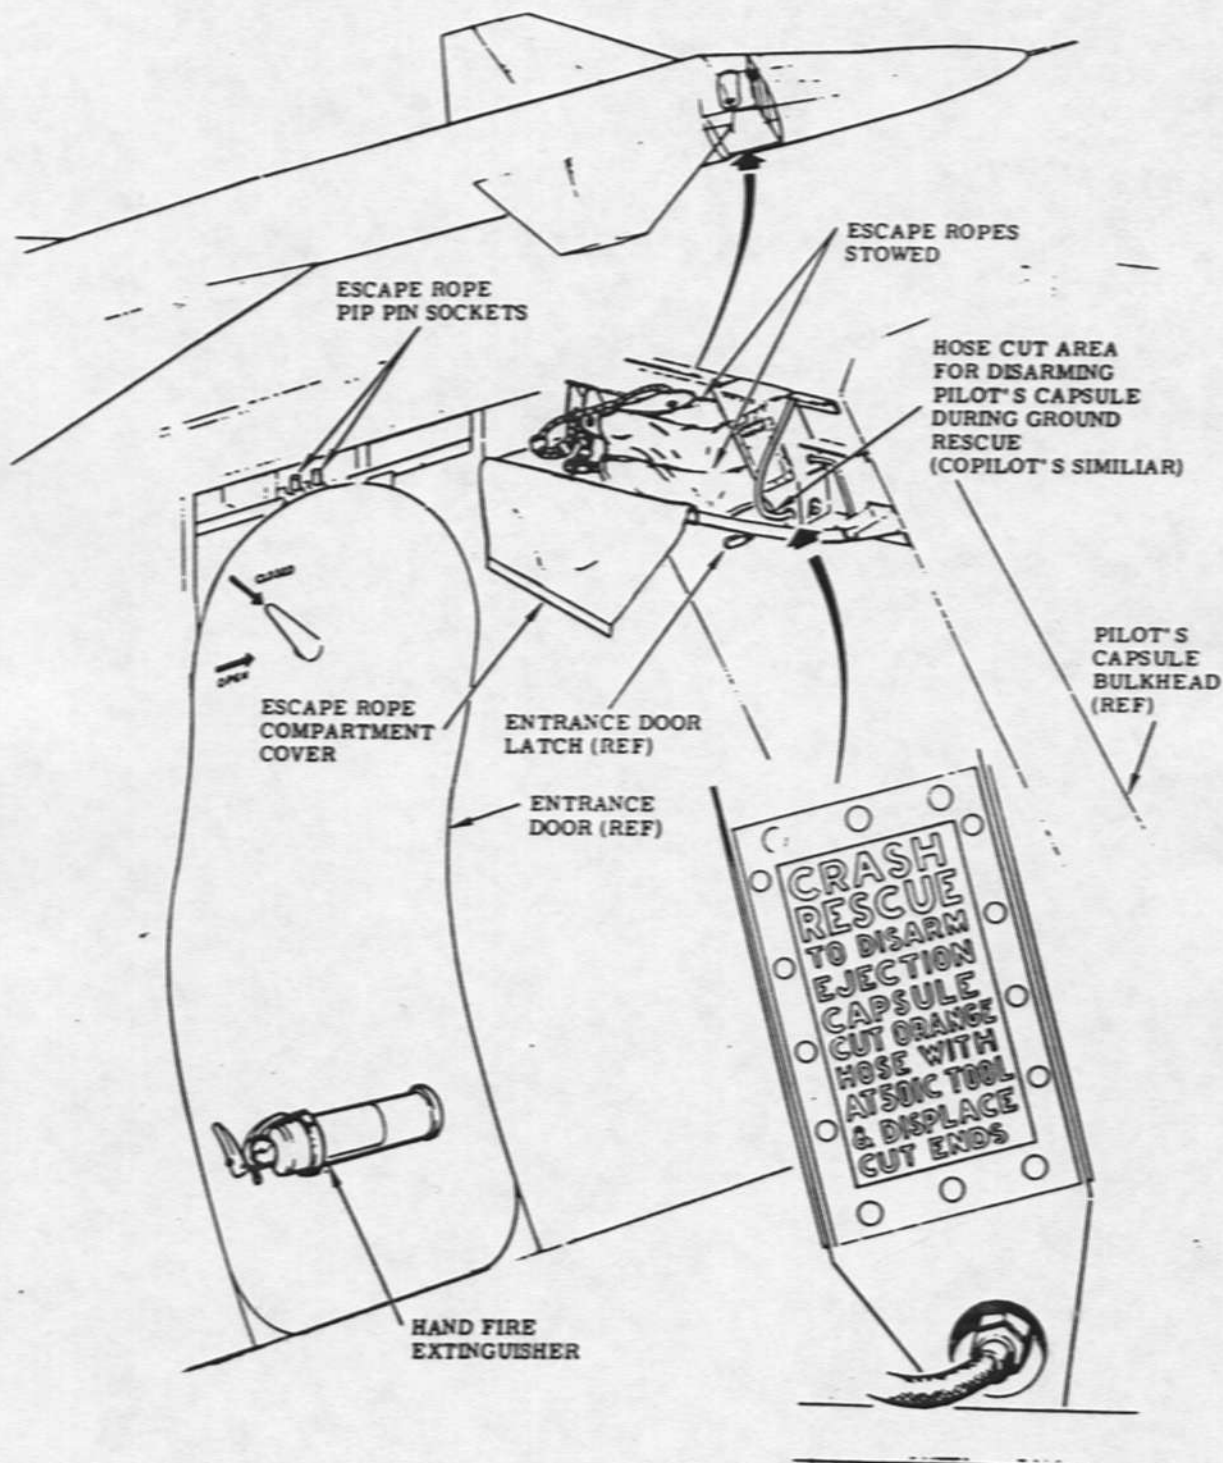 ESCAPE ROPES
STOWED
ESCAPE ROPE
PIP PIN SOCKETS
HOSE CUT AREA
FOR DISARMING
PILOT'S CAPSULE
DURING GROUND
RESCUE
(COPILOT'S SIMILIAR)
CLOSED
OPEN
PILOT'S
CAPSULE
BULKHEAD
(REF)
ESCAPE ROPE
COMPARTMENT
COVER
ENTRANCE DOOR
LATCH (REF)
ENTRANCE
DOOR (REF)
CRASH
RESCUE
TO DISARM
EJECTION
CAPSULE
CUT ORANGE
HOSE WITH
AT50IC TOOL
& DISPLACE
CUT ENDS
HAND FIRE
EXTINGUISHER